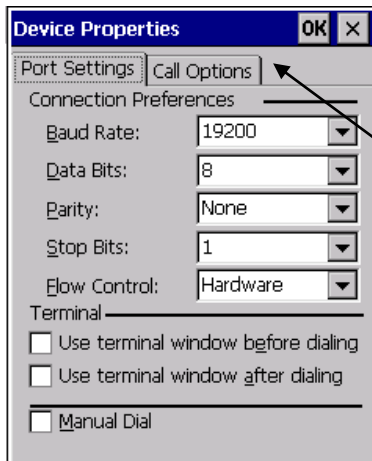 Device Properties OK ×
Port Settings Call Options
Connection Preferences
Baud Rate: 19200
Data Bits: 8
Parity: None
Stop Bits: 1
Flow Control: Hardware
Terminal
Use terminal window before dialing
Use terminal window after dialing
Manual Dial